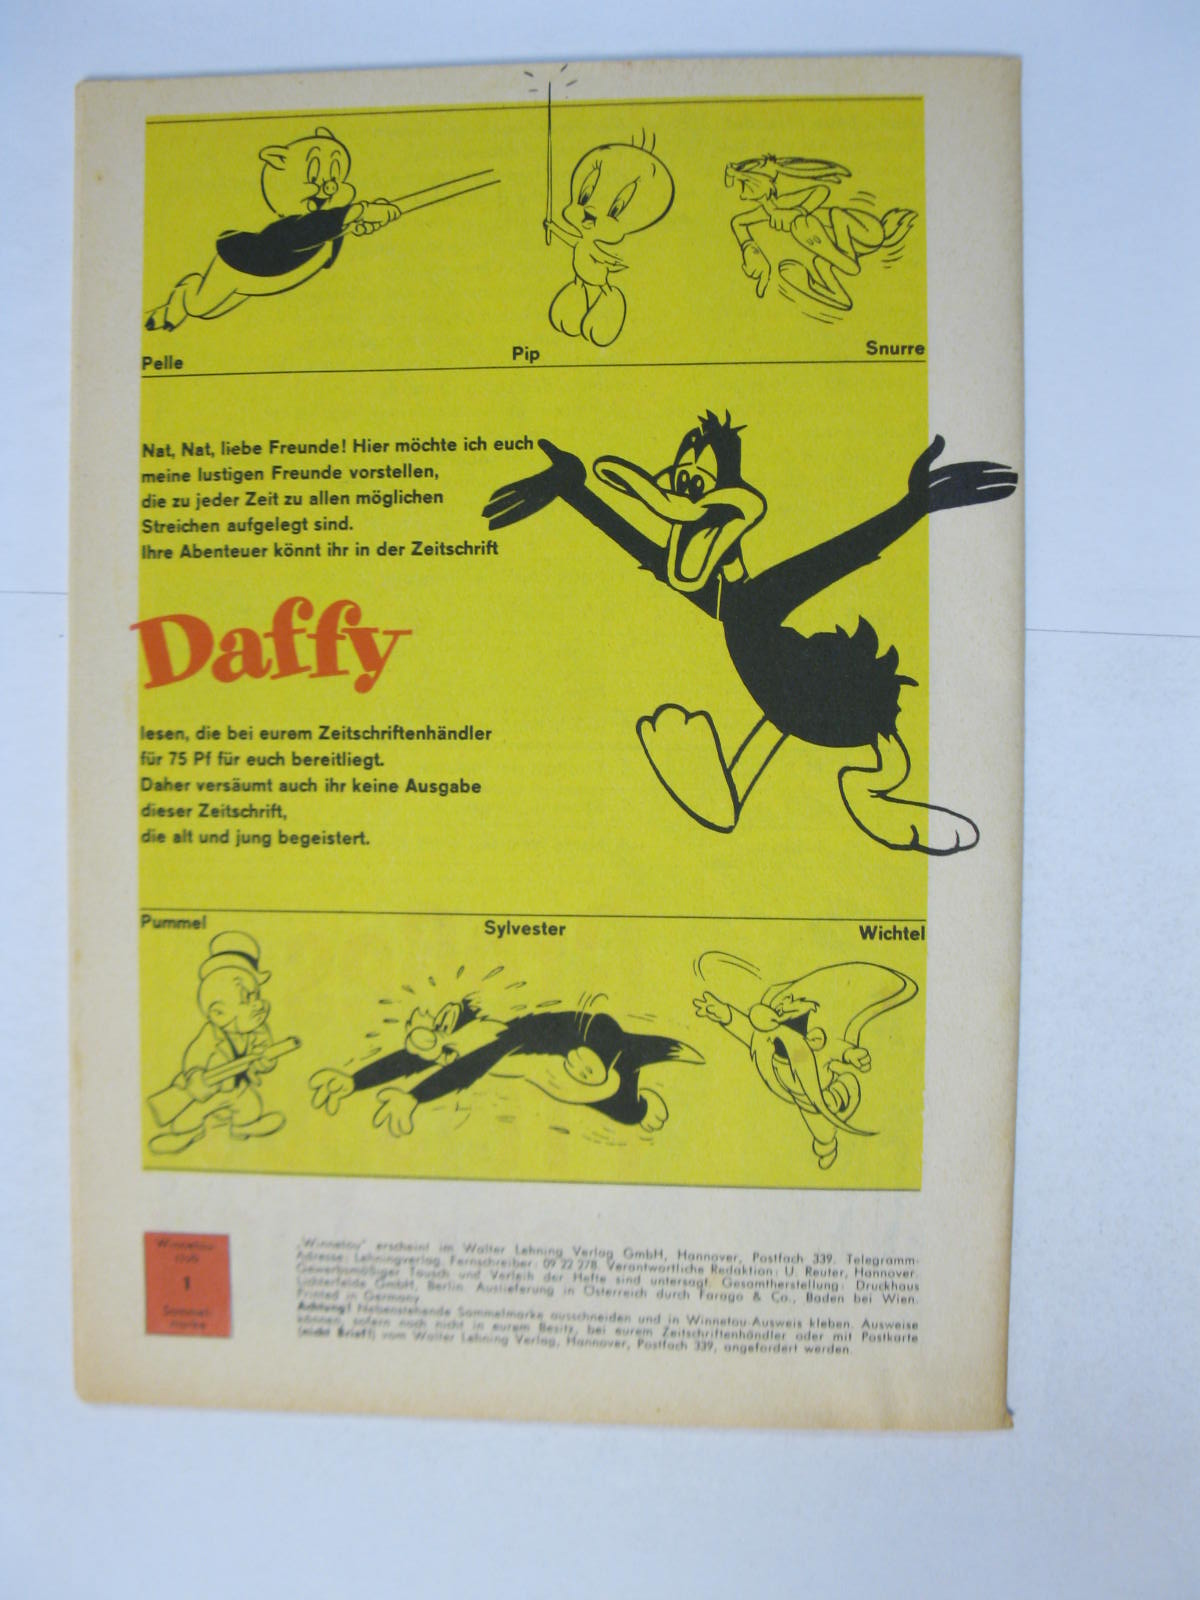 Pelle
Pip
Snurre
Nat, Nat, liebe Freunde! Hier möchte ich euch
meine lustigen Freunde vorstellen,
die zu jeder Zeit zu allen möglichen
Streichen aufgelegt sind.
Ihre Abenteuer könnt ihr in der Zeitschrift
Daffy
lesen, die bei eurem Zeitschriftenhändler
für 75 Pf für euch bereitliegt.
Daher versäumt auch ihr keine Ausgabe
dieser Zeitschrift,
die alt und jung begeistert.
Pummel
Sylvester
Wichtel
Winnetou-
club
1
Sammel-
marke
„Winnetou" erscheint im Walter Lehning Verlag GmbH, Hannover, Postfach 339. Telegramm-
Adresse: Lehningverlag, Fernschreiber: 09 22 278. Verantwortliche Redaktion: U. Reuter, Hannover.
Gewerbsmäßiger Tausch und Verleih der Hefte sind untersagt. Gesamtherstellung: Druckhaus
Lichterfelde GmbH, Berlin. Auslieferung in Österreich durch Farago & Co., Baden bei Wien.
Printed in Germany
Achtung! Nebenstehende Sammelmarke ausschneiden und in Winnetou-Ausweis kleben. Ausweise
können, sofern noch nicht in eurem Besitz, bei eurem Zeitschriftenhändler oder mit Postkarte
(nicht Brief!) vom Walter Lehning Verlag, Hannover, Postfach 339, angefordert werden.